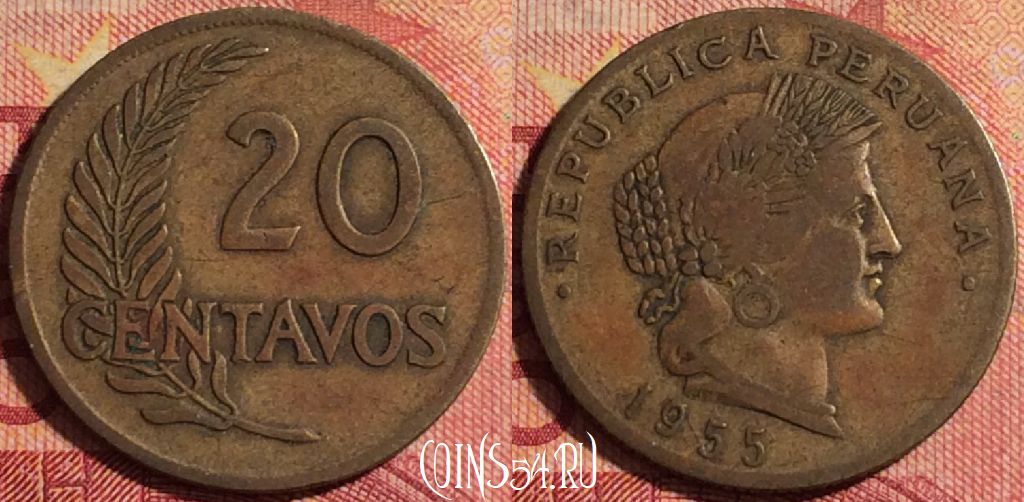 20
CENTAVOS
· REPUBLICA PERUANA ·
1955
COINS54.RU